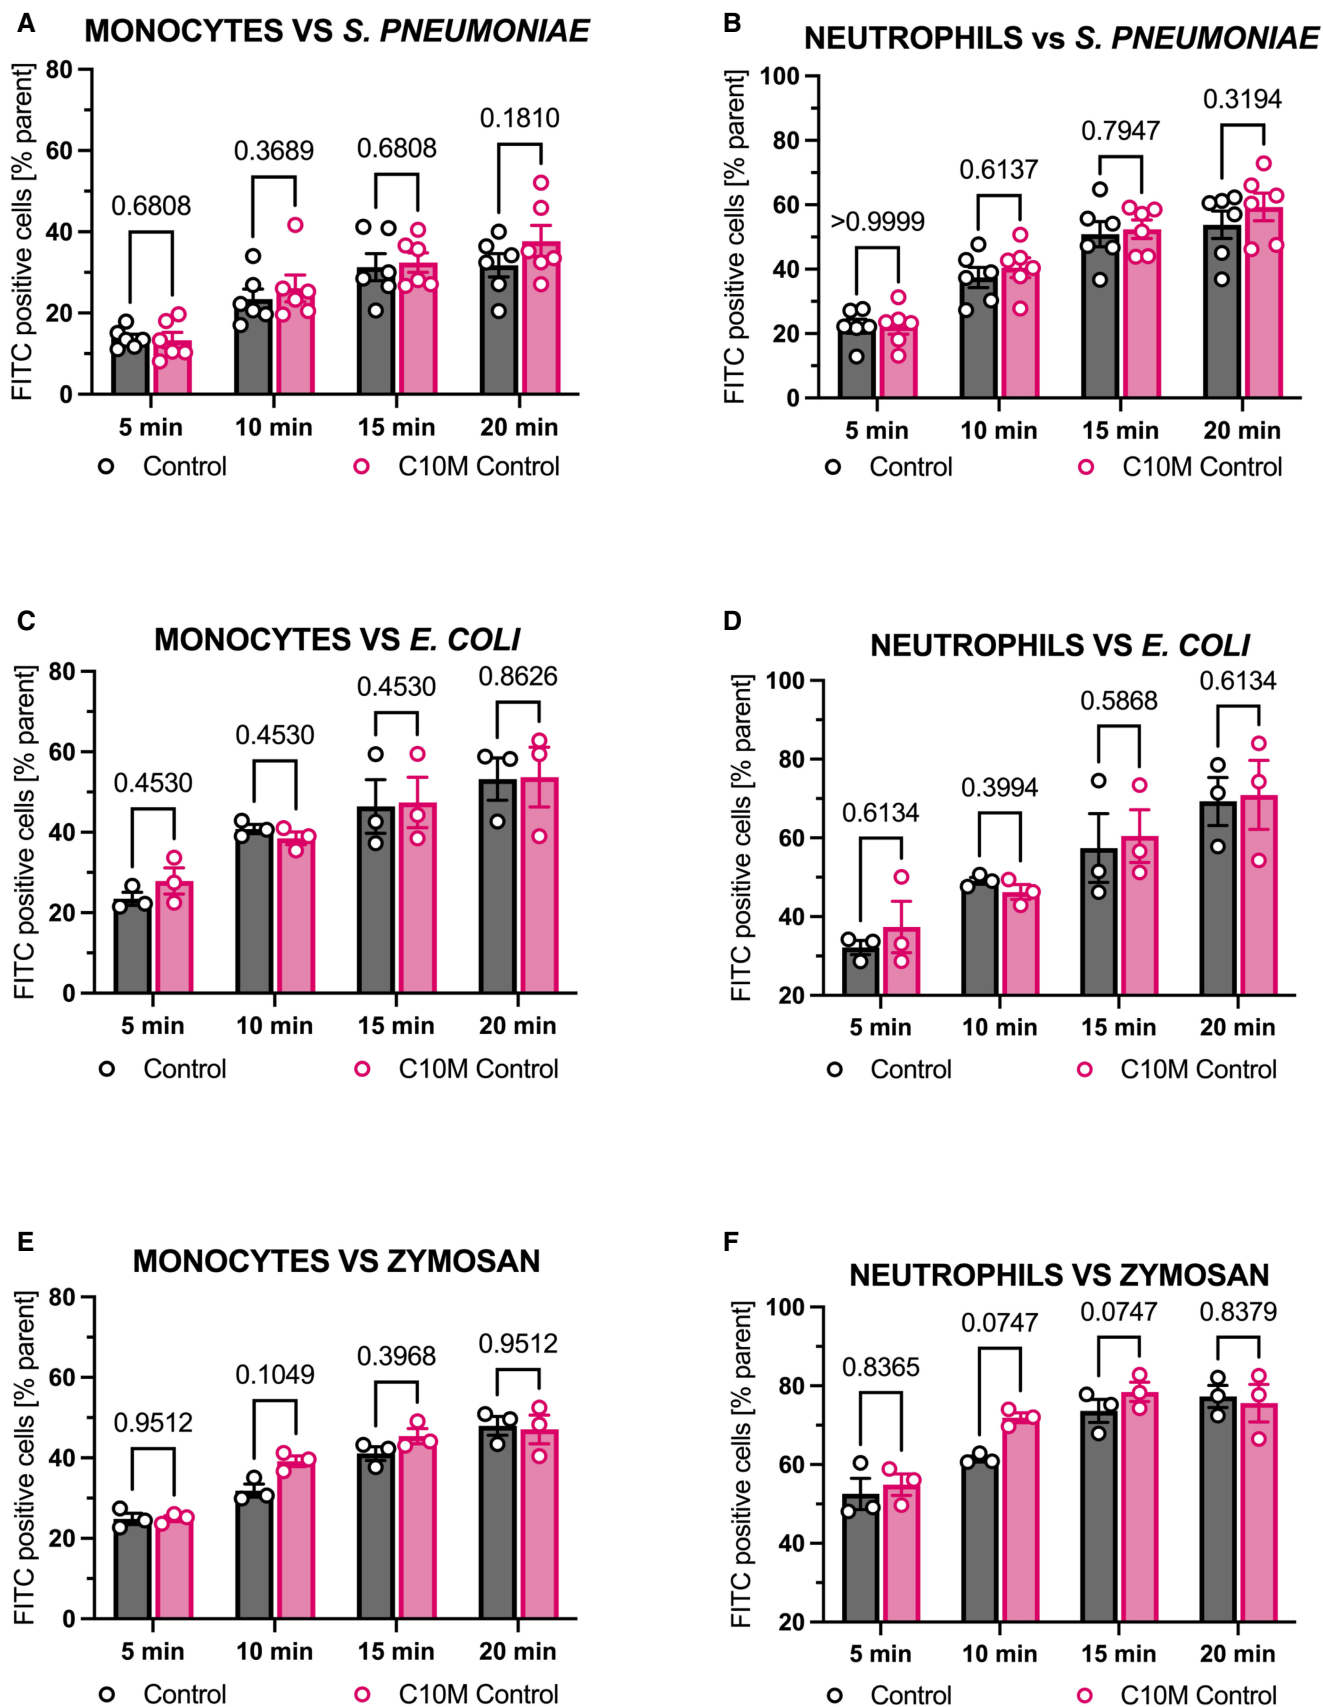 A
MONOCYTES VS S. PNEUMONIAE
FITC positive cells [% parent]
80
60
40
20
0
0.6808
0.3689
0.6808
0.1810
5 min
10 min
15 min
20 min
Control
C10M Control
B
NEUTROPHILS vs S. PNEUMONIAE
FITC positive cells [% parent]
100
80
60
40
20
0
>0.9999
0.6137
0.7947
0.3194
5 min
10 min
15 min
20 min
Control
C10M Control
C
MONOCYTES VS E. COLI
FITC positive cells [% parent]
80
60
40
20
0
0.4530
0.4530
0.4530
0.8626
5 min
10 min
15 min
20 min
Control
C10M Control
D
NEUTROPHILS VS E. COLI
FITC positive cells [% parent]
100
80
60
40
20
0.6134
0.3994
0.5868
0.6134
5 min
10 min
15 min
20 min
Control
C10M Control
E
MONOCYTES VS ZYMOSAN
FITC positive cells [% parent]
80
60
40
20
0
0.9512
0.1049
0.3968
0.9512
5 min
10 min
15 min
20 min
Control
C10M Control
F
NEUTROPHILS VS ZYMOSAN
FITC positive cells [% parent]
100
80
60
40
20
0.8365
0.0747
0.0747
0.8379
5 min
10 min
15 min
20 min
Control
C10M Control